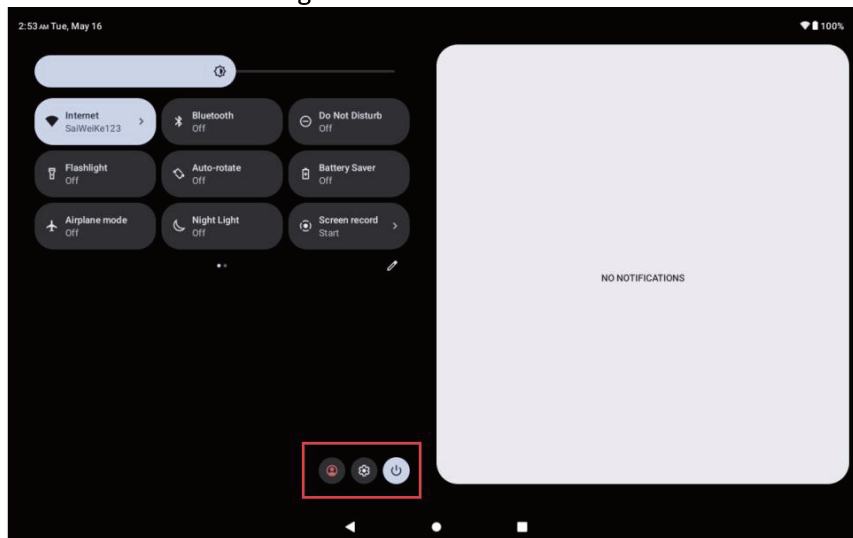 2:53 AM Tue, May 16
100%
Internet
SaiWeiKe123
Bluetooth
Off
Do Not Disturb
Off
Flashlight
Off
Auto-rotate
Off
Battery Saver
Off
Airplane mode
Off
Night Light
Off
Screen record
Start
NO NOTIFICATIONS